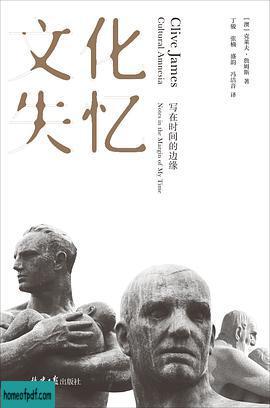 文化
失忆
Clive James
Cultural Amnesia
写在时间的边缘
Notes in the Margin of My Time
［澳］克莱夫·詹姆斯 著
丁骏 张楠 盛韵 冯洁音 译
北京日报出版社
homeofpdf.com